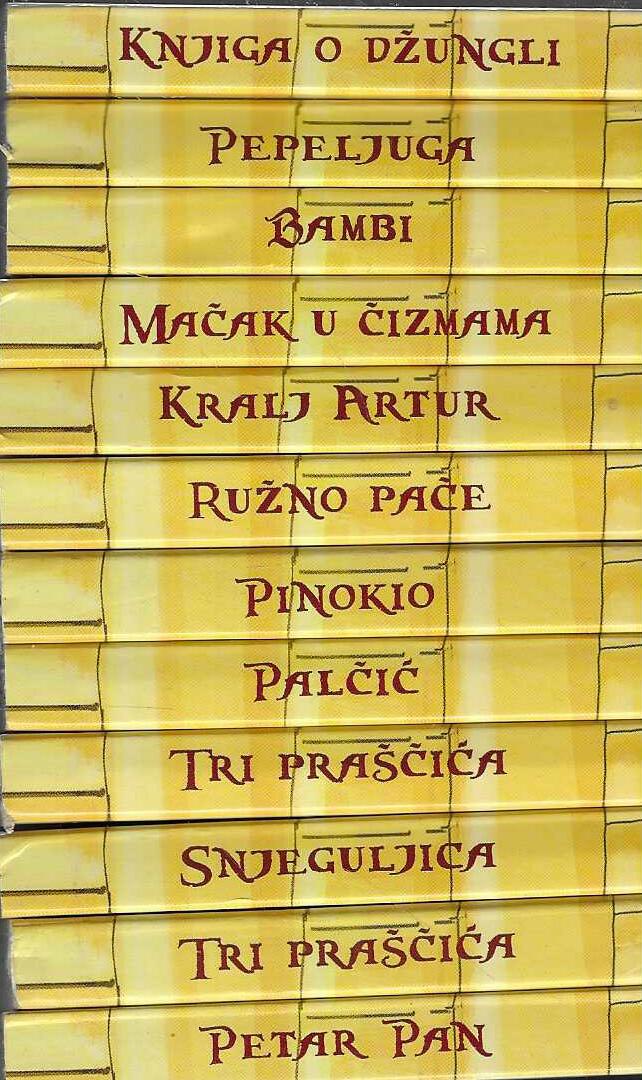 KNJIGA O DŽUNGLI
PEPELJUGA
BAMBI
MAČAK U ČIZMAMA
KRALJ ARTUR
RUŽNO PAČE
PINOKIO
PALČIĆ
TRI PRAŠČIĆA
SNJEGULJICA
TRI PRAŠČIĆA
PETAR PAN